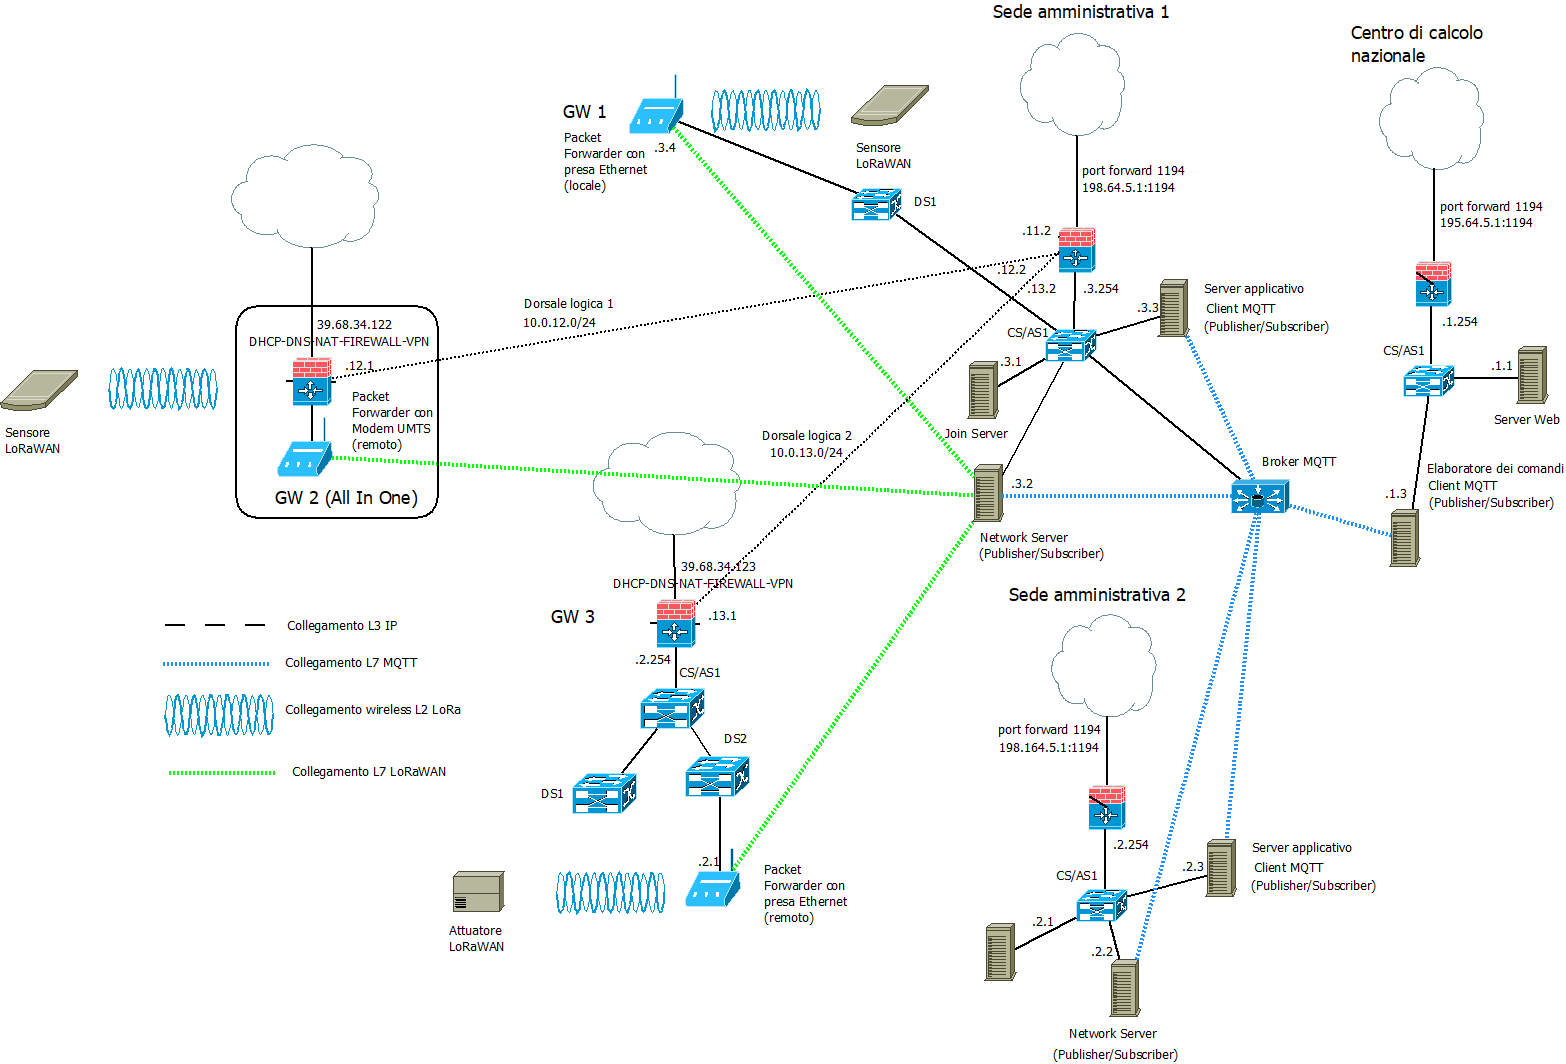 Sede amministrativa 1
Centro di calcolo
nazionale
GW 1
Packet
Forwarder con
presa Ethernet
(locale)
.3.4
Sensore
LoRaWAN
DS1
port forward 1194
198.64.5.1:1194
port forward 1194
195.64.5.1:1194
.11.2
.12.2
.13.2
.3.254
Dorsale logica 1
10.0.12.0/24
39.68.34.122
DHCP-DNS-NAT-FIREWALL-VPN
.12.1
Packet
Forwarder con
Modem UMTS
(remoto)
GW 2 (All In One)
Sensore
LoRaWAN
CS/AS1
.3.3
Server applicativo
Client MQTT
(Publisher/Subscriber)
.3.1
Join Server
.1.254
CS/AS1
.1.1
Server Web
Dorsale logica 2
10.0.13.0/24
Broker MQTT
.3.2
Network Server
(Publisher/Subscriber)
Elaboratore dei comandi
Client MQTT
(Publisher/Subscriber)
.1.3
39.68.34.123
DHCP-DNS-NAT-FIREWALL-VPN
GW 3
.13.1
.2.254
CS/AS1
DS2
DS1
.2.1
Packet
Forwarder con
presa Ethernet
(remoto)
Attuatore
LoRaWAN
Collegamento L3 IP
Collegamento L7 MQTT
Collegamento wireless L2 LoRa
Collegamento L7 LoRaWAN
Sede amministrativa 2
port forward 1194
198.164.5.1:1194
.2.254
CS/AS1
.2.3
Server applicativo
Client MQTT
(Publisher/Subscriber)
.2.1
.2.2
Network Server
(Publisher/Subscriber)